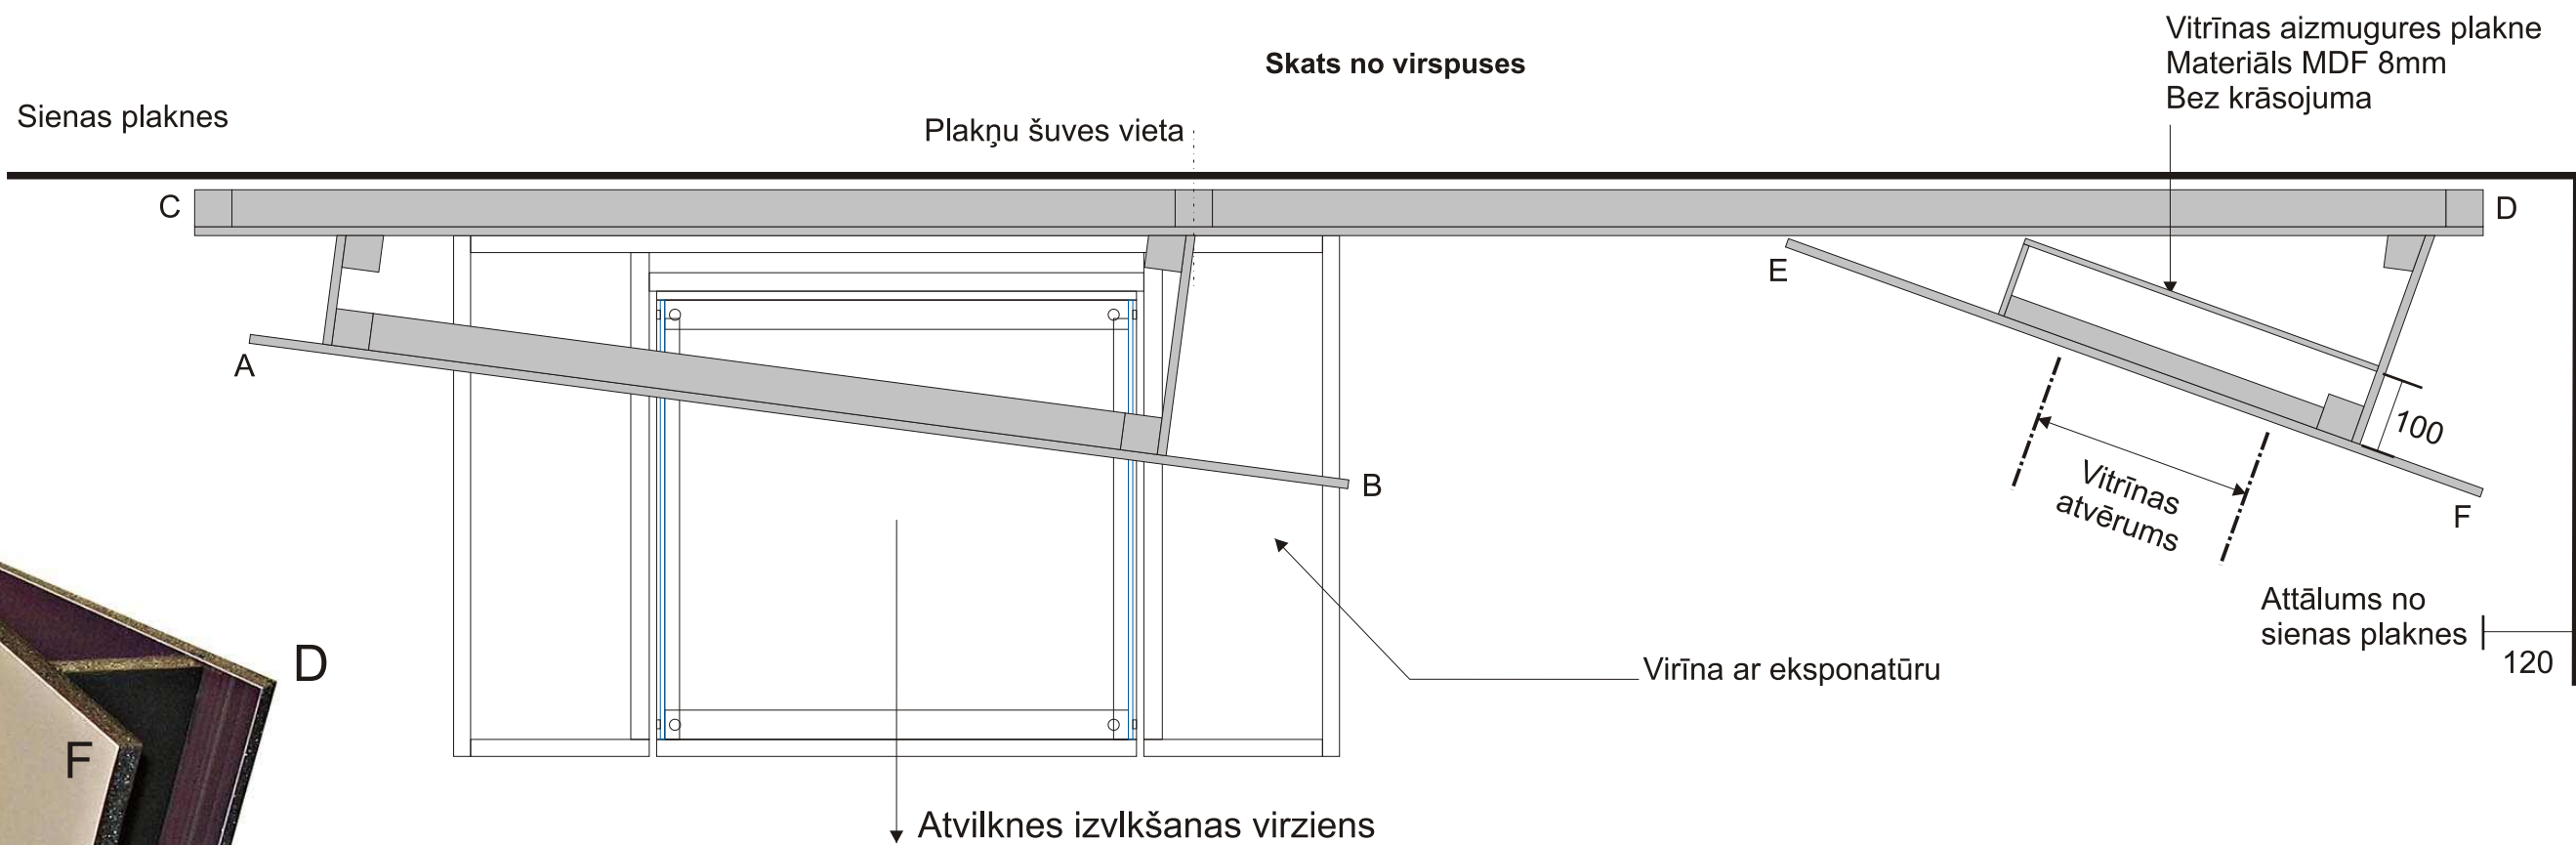 Skats no virspuses
Vitrīnas aizmugures plakne
Materiāls MDF 8mm
Bez krāsojuma
Sienas plaknes
Plakņu šuves vieta
C
D
E
A
B
100
Vitrīnas
atvērums
F
Attālums no
sienas plaknes
120
D
Virīna ar eksponatūru
F
Atvilknes izvlkšanas virziens